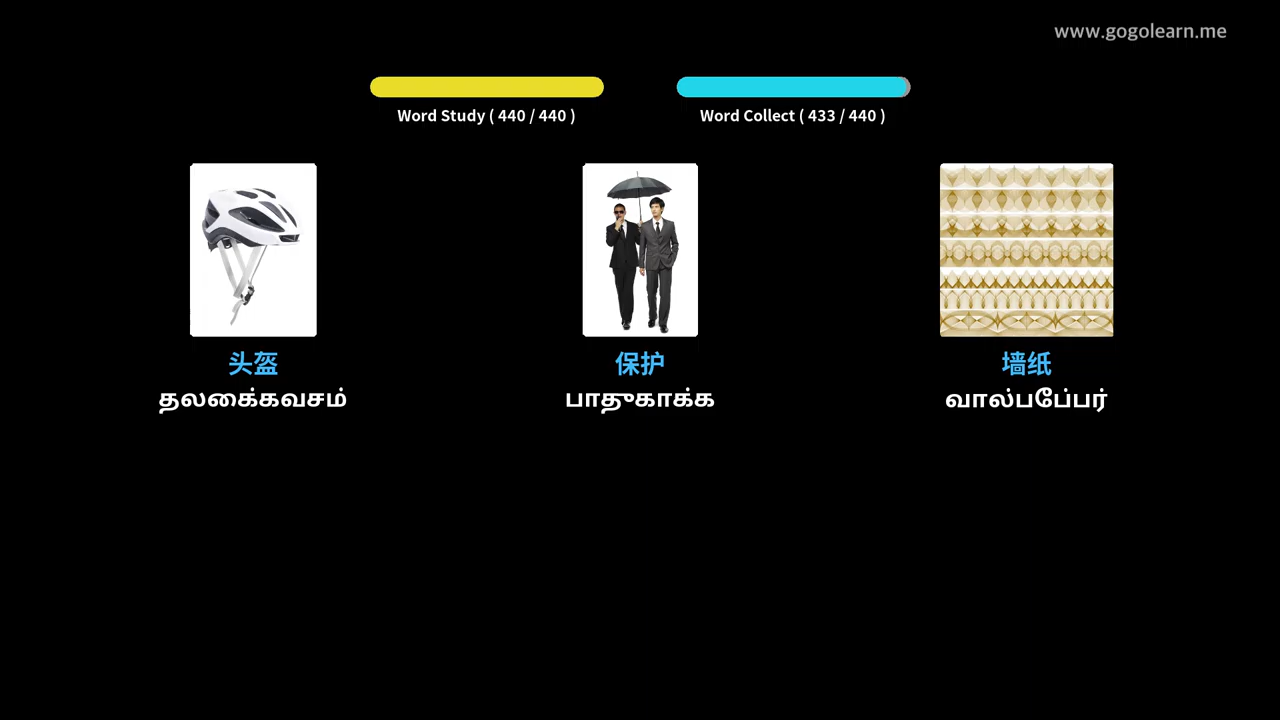 www.gogolearn.me
Word Study ( 440 / 440 )
Word Collect ( 433 / 440 )
头盔
保护
墙纸
தலைக்கவசம்
பாதுகாக்க
வால்பேப்பர்